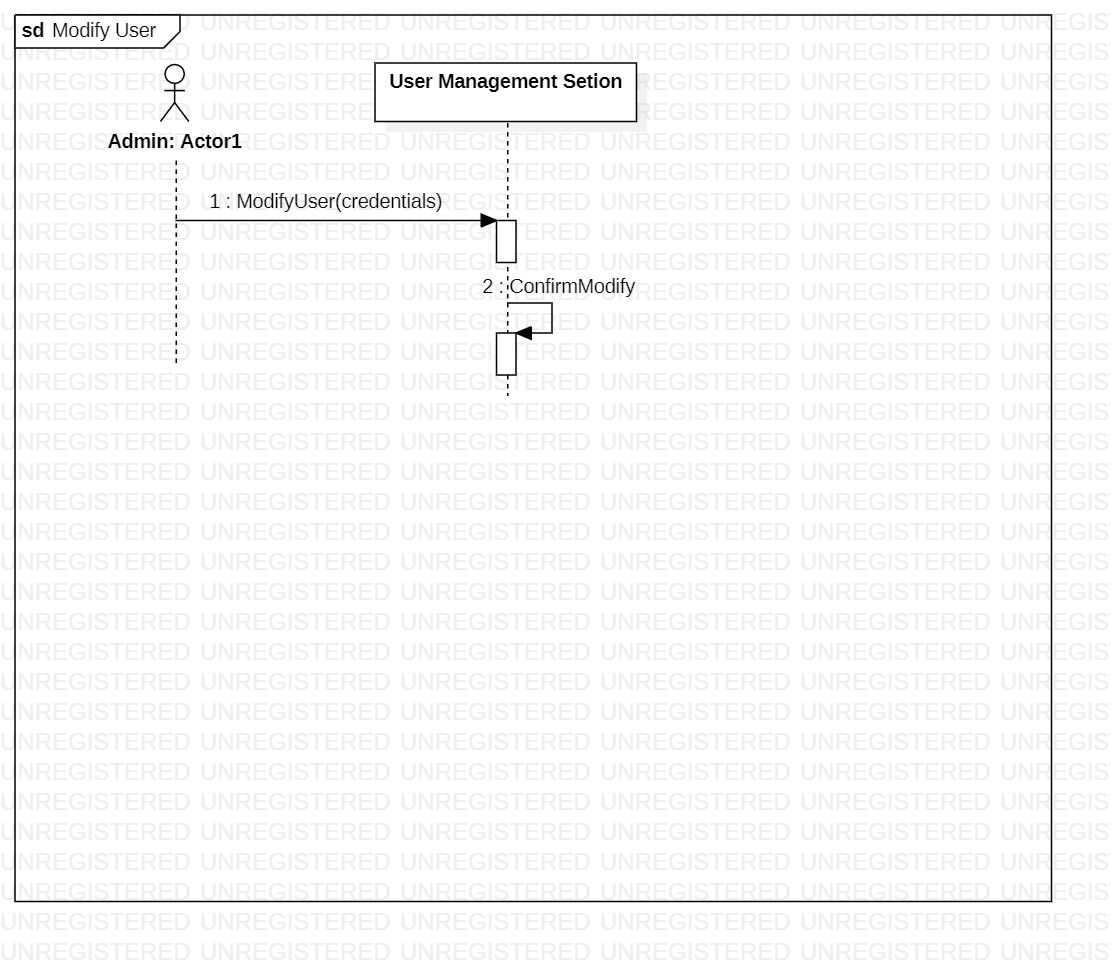 sd Modify User
User Management Setion
Admin: Actor1
1 : ModifyUser(credentials)
2 : ConfirmModify
UNREGISTERED UNREGISTERED UNREGISTERED UNREGISTERED UNREGISTERED UNREGIS